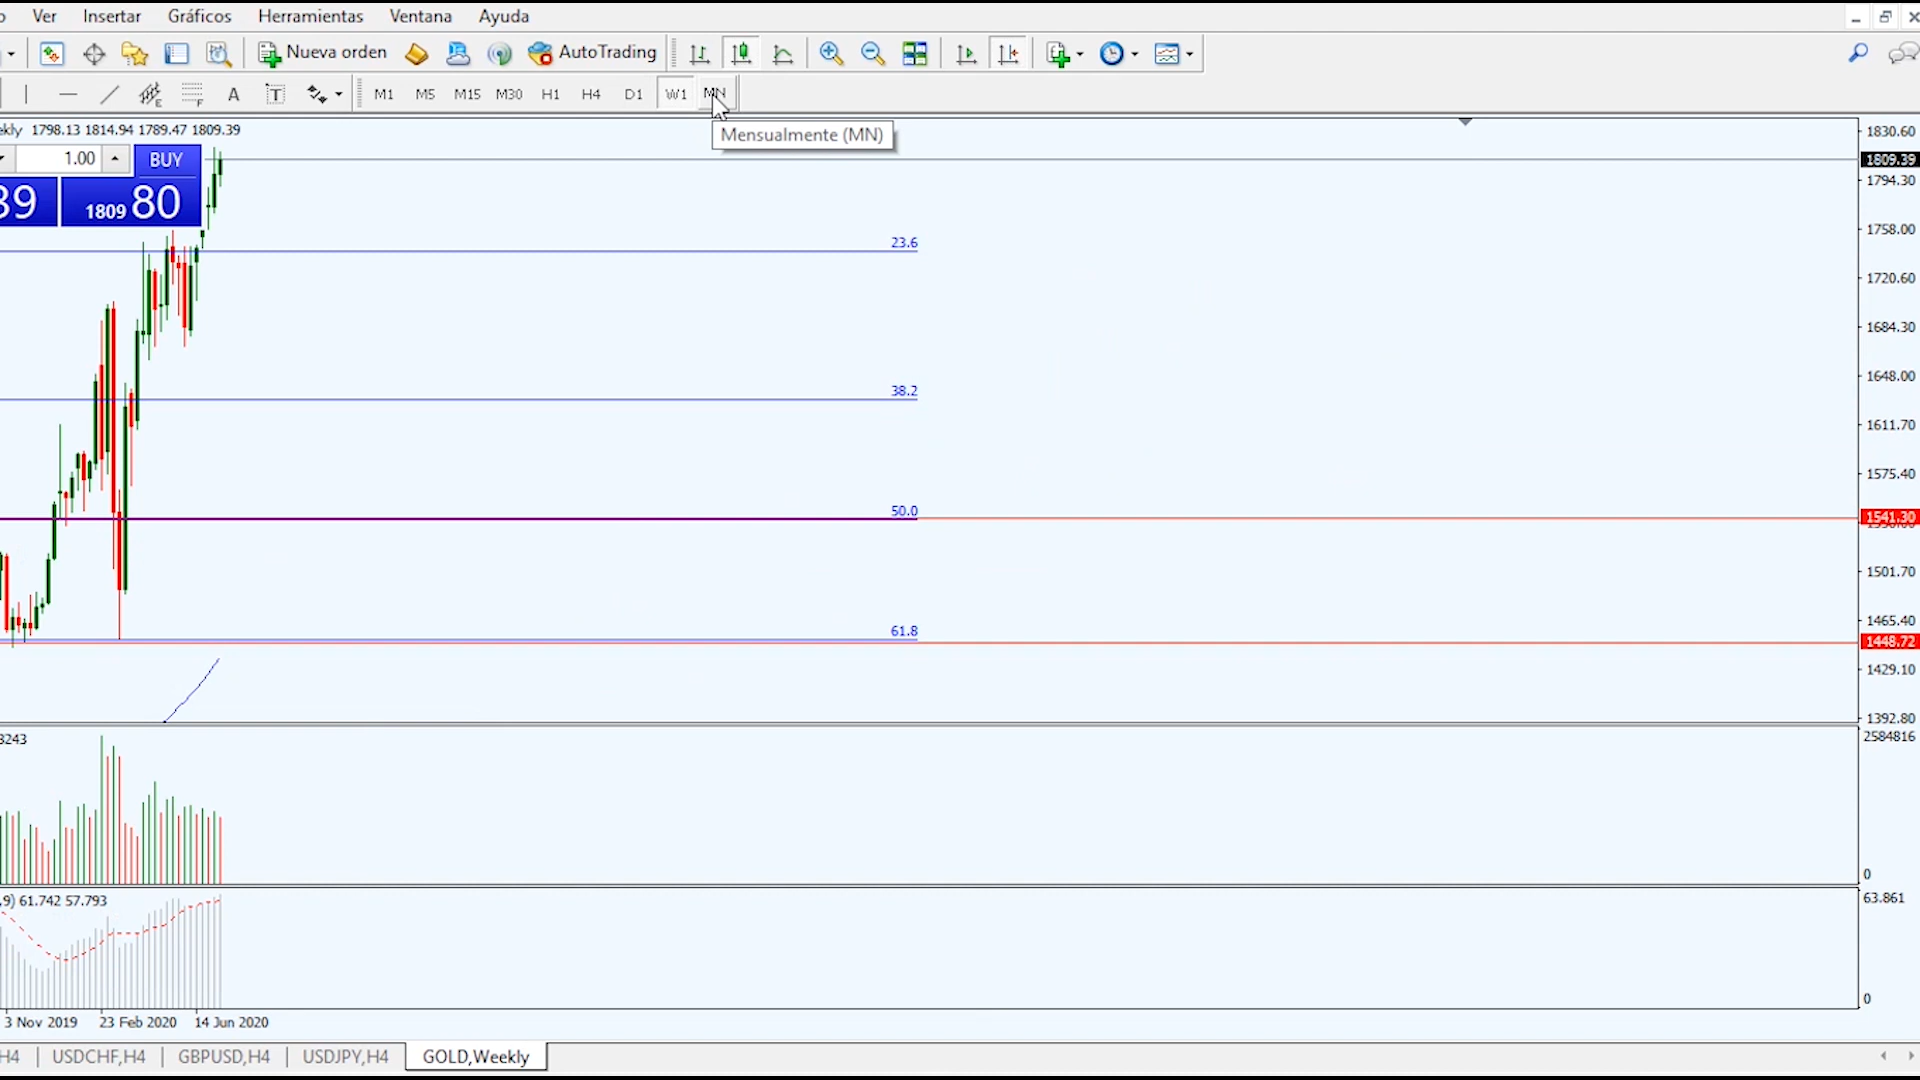 Ver Insertar Gráficos Herramientas Ventana Ayuda
Nueva orden AutoTrading
A T M1 M5 M15 M30 H1 H4 D1 W1 MN
Mensualmente (MN)
1798.13 1814.94 1789.47 1809.39
1.00 BUY
39 1809 80
1830.60
1809.39
1794.30
1758.00
23.6
1720.60
1684.30
1648.00
38.2
1611.70
1575.40
50.0
1541.30
1501.70
1465.40
61.8
1448.72
1429.10
1392.80
3243
2584816
0
,9) 61.742 57.793
63.861
0
3 Nov 2019 23 Feb 2020 14 Jun 2020
H4 USDCHF,H4 GBPUSD,H4 USDJPY,H4 GOLD,Weekly